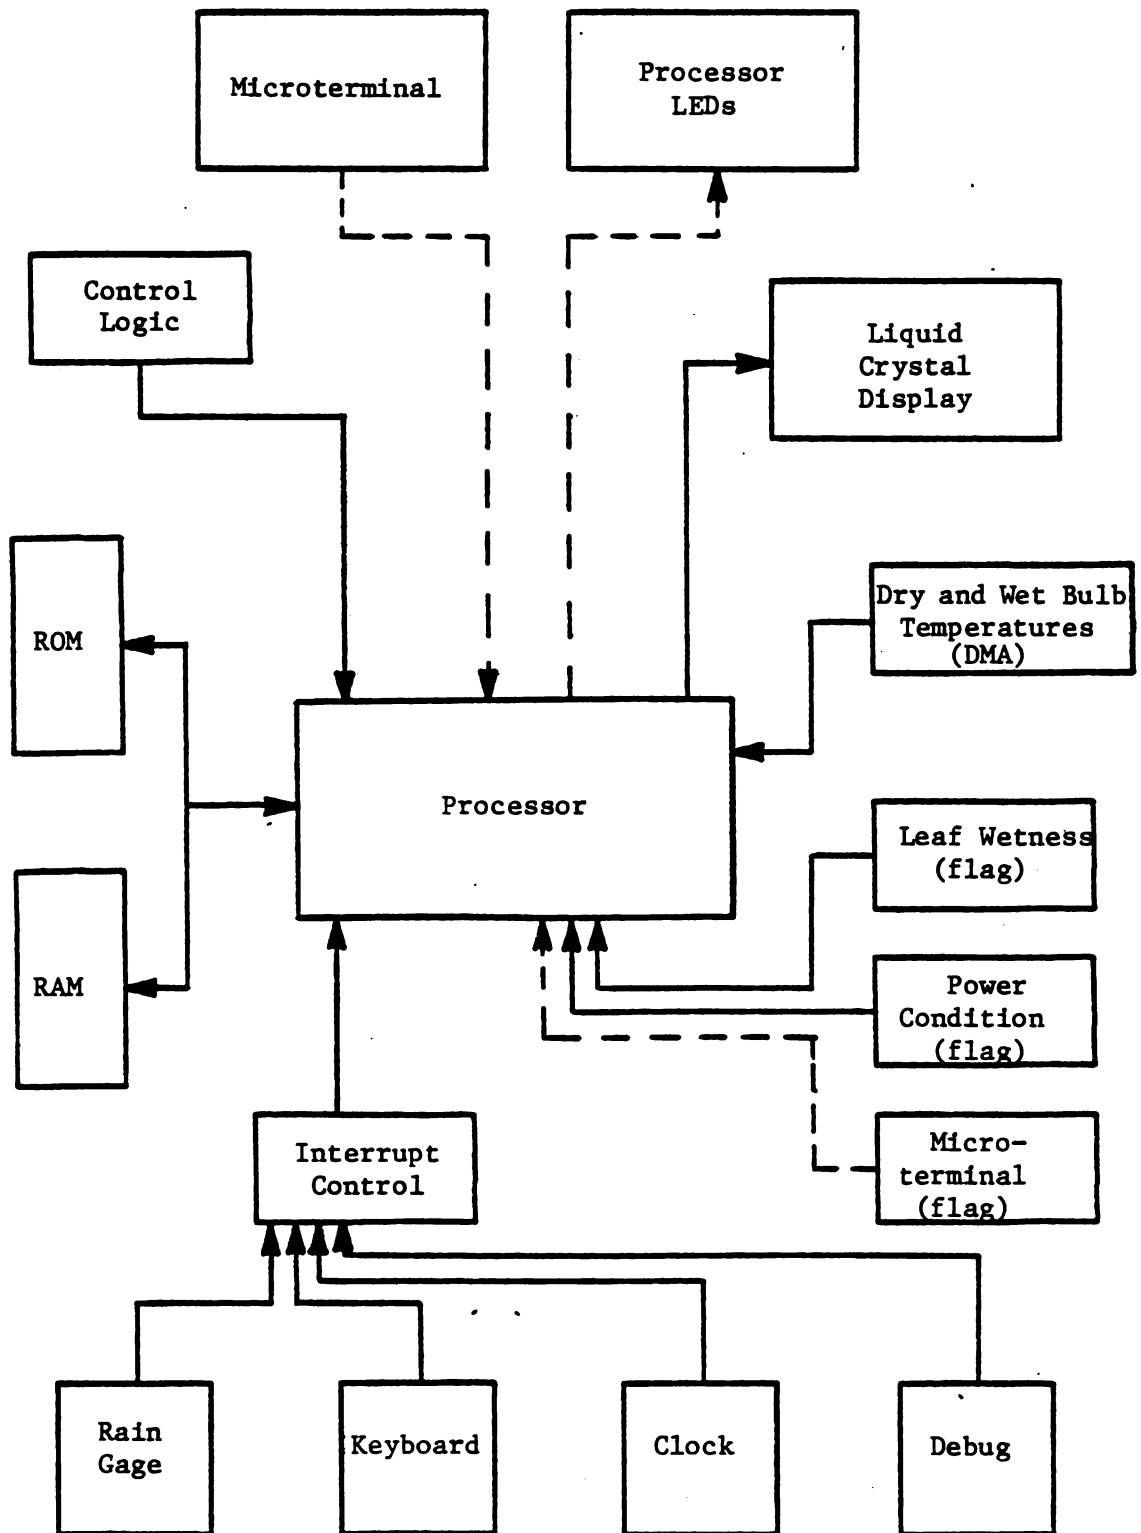 Microterminal
Processor
LEDs
Control
Logic
Liquid
Crystal
Display
ROM
Dry and Wet Bulb
Temperatures
(DMA)
Processor
Leaf Wetness
(flag)
RAM
Power
Condition
(flag)
Interrupt
Control
Micro-
terminal
(flag)
Rain
Gage
Keyboard
Clock
Debug